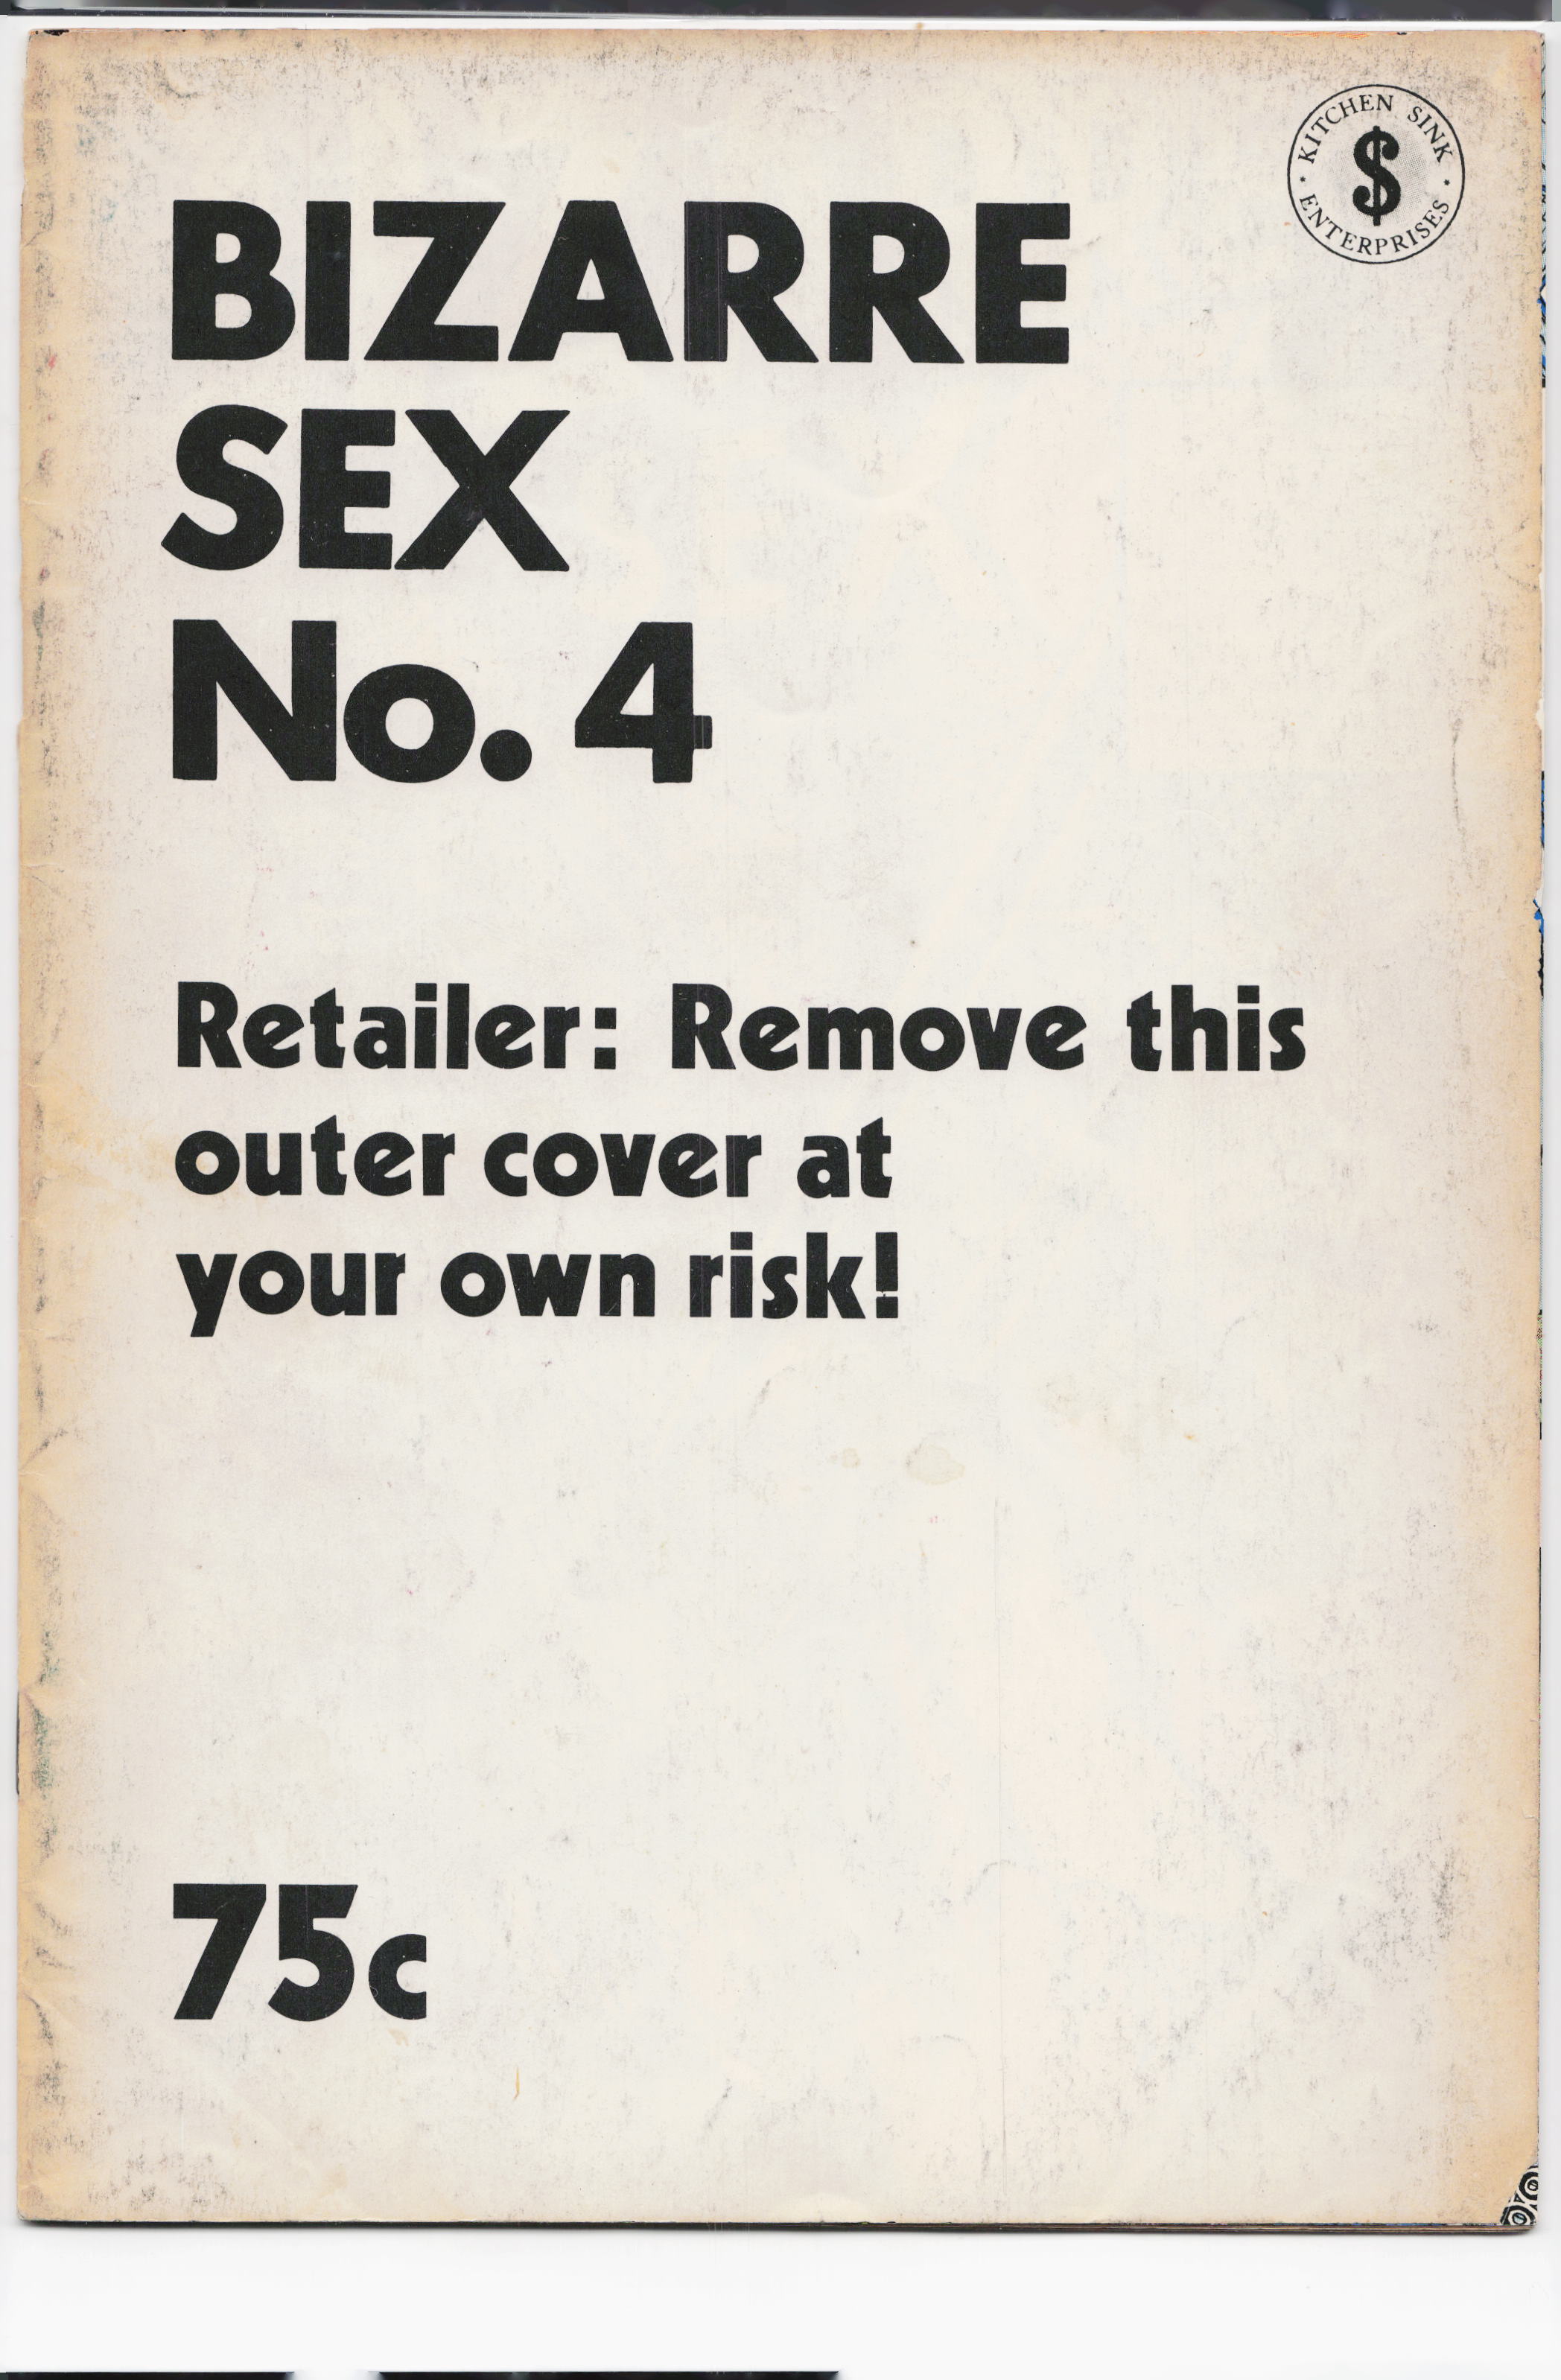 KITCHEN SINK
$
ENTERPRISES
BIZARRE
SEX
No. 4
Retailer: Remove this
outer cover at
your own risk!
75c